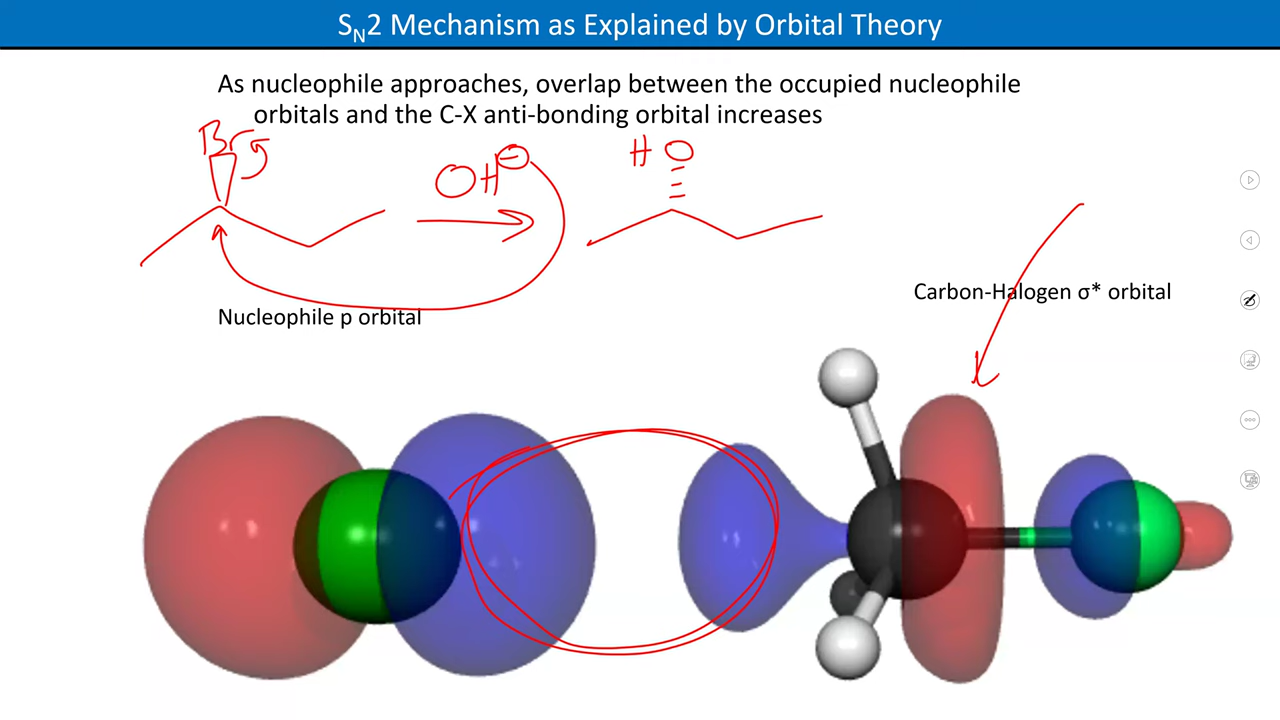 S_N2 Mechanism as Explained by Orbital Theory
As nucleophile approaches, overlap between the occupied nucleophile
orbitals and the C-X anti-bonding orbital increases
Br
OH⊖
HO
Carbon-Halogen σ* orbital
Nucleophile p orbital